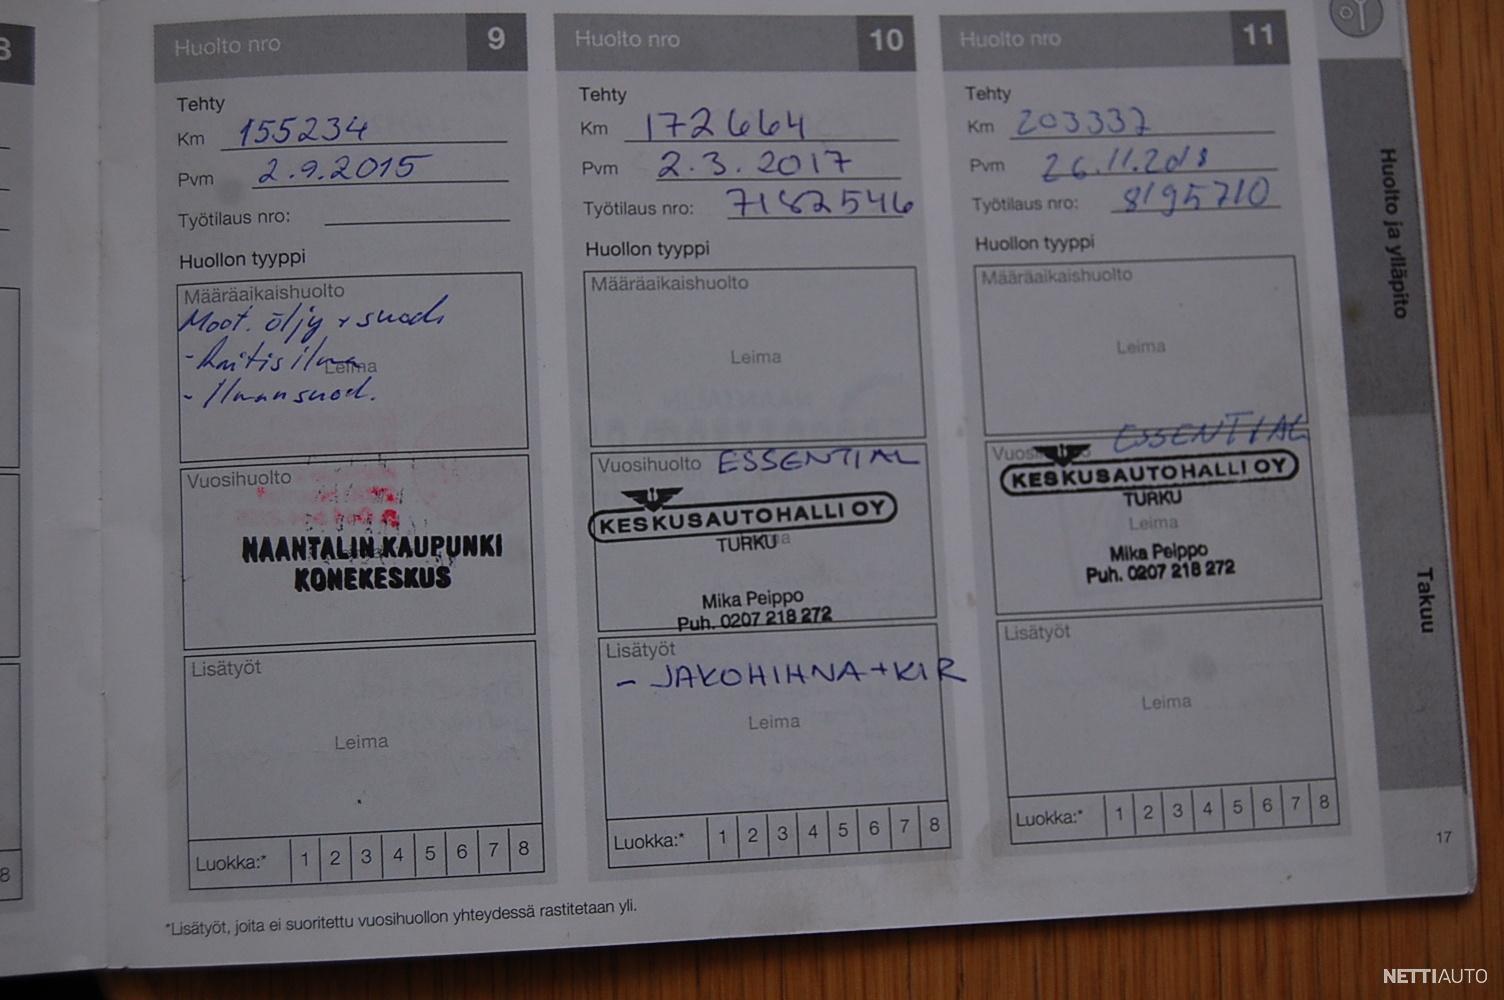 8
Huolto nro 9
Tehty
Km 155234
Pvm 2.9.2015
Työtilaus nro:
Huollon tyyppi
Määräaikaishuolto
Moot. öljy + suod.
- Raitisilma
Leima
- Ilmansuod.
Vuosihuolto
NAANTALIN KAUPUNKI
KONEKESKUS
Lisätyöt
Leima
Luokka:* 1 2 3 4 5 6 7 8
Huolto nro 10
Tehty
Km 172664
Pvm 2.3.2017
Työtilaus nro: 7182546
Huollon tyyppi
Määräaikaishuolto
Leima
Vuosihuolto ESSENTIAL
KESKUSAUTOHALLI OY
TURKU
Mika Peippo
Puh. 0207 218 272
Lisätyöt
- JAKOHIHNA+KIR
Leima
Luokka:* 1 2 3 4 5 6 7 8
Huolto nro 11
Tehty
Km 203337
Pvm 26.11.2018
Työtilaus nro: 8195710
Huollon tyyppi
Määräaikaishuolto
Leima
ESSENTIAL
KESKUSAUTOHALLI OY
TURKU
Leima
Mika Peippo
Puh. 0207 218 272
Lisätyöt
Leima
Luokka:* 1 2 3 4 5 6 7 8
*Lisätyöt, joita ei suoritettu vuosihuollon yhteydessä rastitetaan yli.
Huolto ja ylläpito
Takuu
17
8
NETTIAUTO